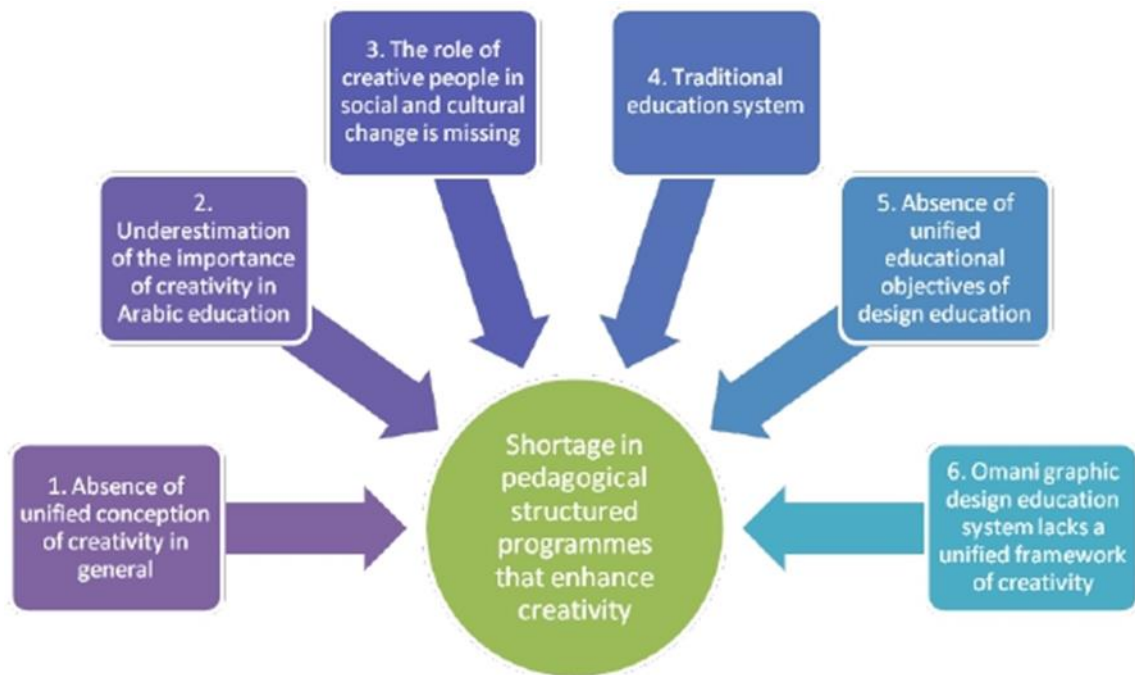 1. Absence of
unified conception
of creativity in
general
2.
Underestimation
of the importance
of creativity in
Arabic education
3. The role of
creative people in
social and cultural
change is missing
4. Traditional
education system
5. Absence of
unified
educational
objectives of
design education
6. Omani graphic
design education
system lacks a
unified framework
of creativity
Shortage in
pedagogical
structured
programmes
that enhance
creativity